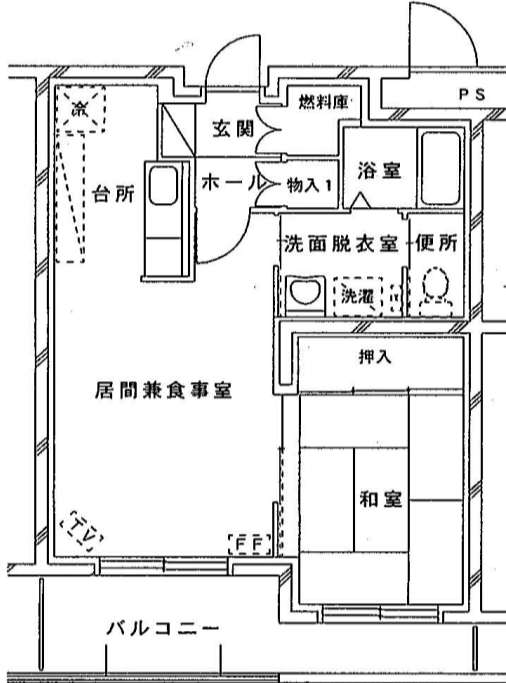 PS
冷
燃料庫
玄関
浴室
台所
ホール
物入1
洗面脱衣室
便所
洗濯
押入
居間兼食事室
和室
TV
FF
バルコニー